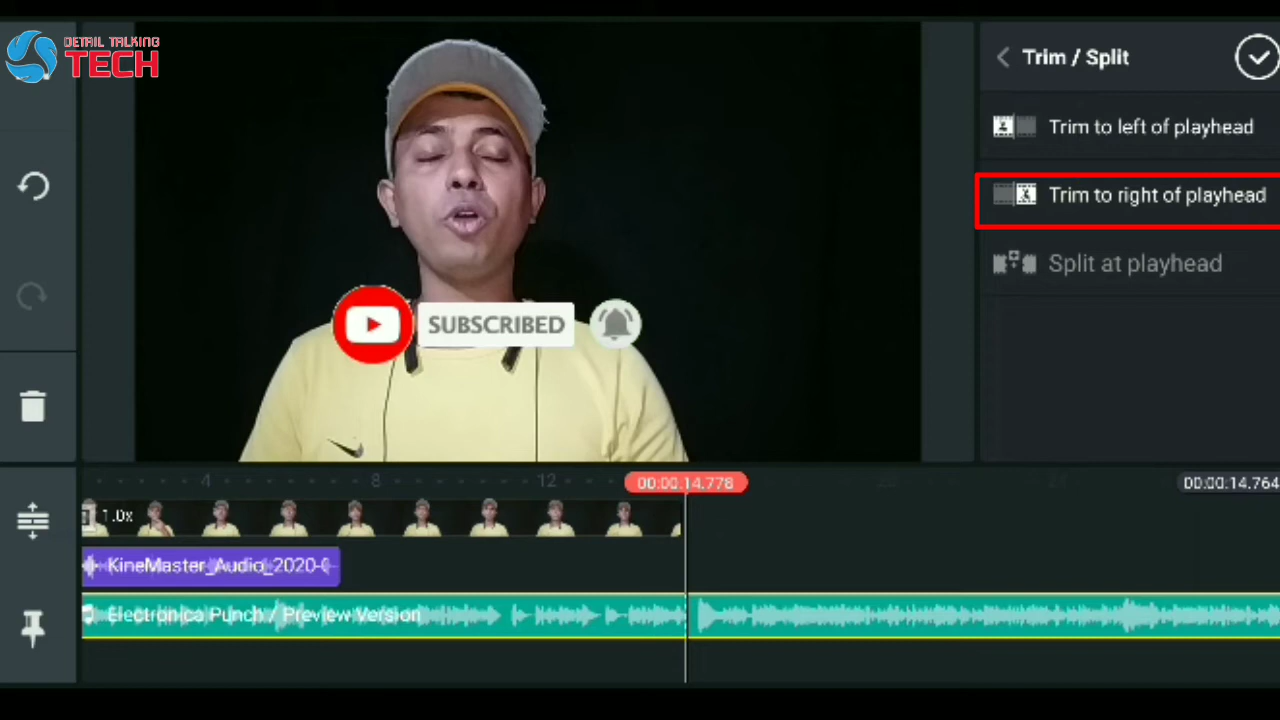 DETAIL TALKING
TECH
Trim / Split
Trim to left of playhead
Trim to right of playhead
Split at playhead
SUBSCRIBED
4
8
12
00:00:14.778
00:00:14.764
1.0x
KineMaster_Audio_2020-0
Electronica Punch / Preview Version